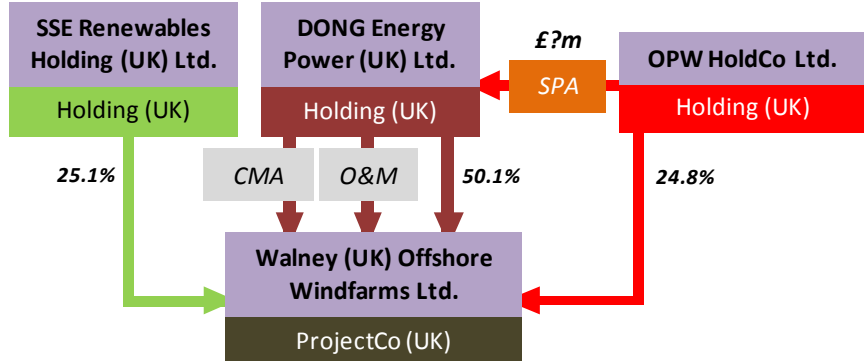 SSE Renewables
Holding (UK) Ltd.
Holding (UK)
DONG Energy
Power (UK) Ltd.
Holding (UK)
£?m
SPA
OPW HoldCo Ltd.
Holding (UK)
25.1%
CMA
O&M
50.1%
24.8%
Walney (UK) Offshore
Windfarms Ltd.
ProjectCo (UK)